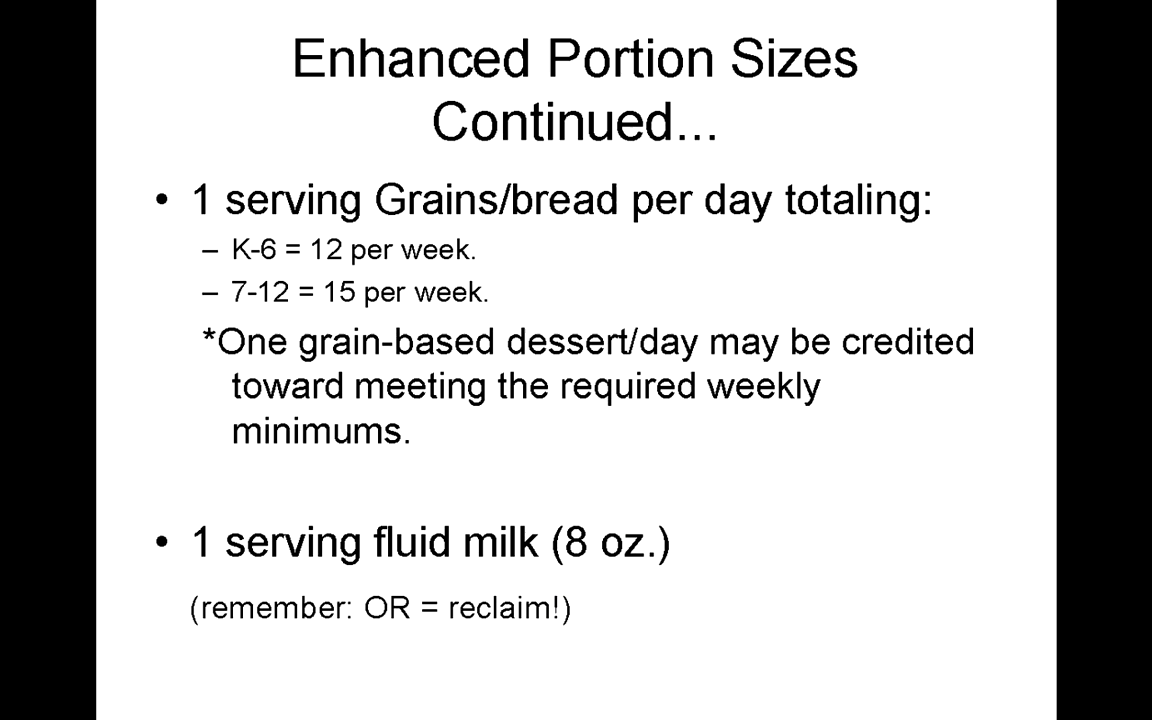 Enhanced Portion Sizes
Continued...
• 1 serving Grains/bread per day totaling:
– K-6 = 12 per week.
– 7-12 = 15 per week.
*One grain-based dessert/day may be credited
toward meeting the required weekly
minimums.
• 1 serving fluid milk (8 oz.)
(remember: OR = reclaim!)